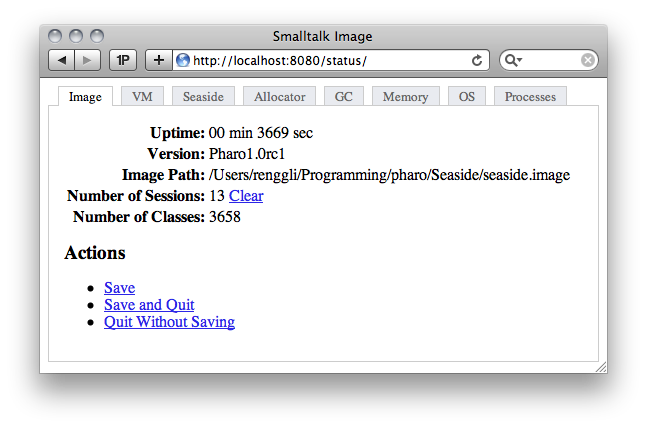 Smalltalk Image
1P
+
http://localhost:8080/status/
Image VM Seaside Allocator GC Memory OS Processes
Uptime: 00 min 3669 sec
Version: Pharo1.0rc1
Image Path: /Users/renggli/Programming/pharo/Seaside/seaside.image
Number of Sessions: 13 Clear
Number of Classes: 3658
Actions
• Save
• Save and Quit
• Quit Without Saving